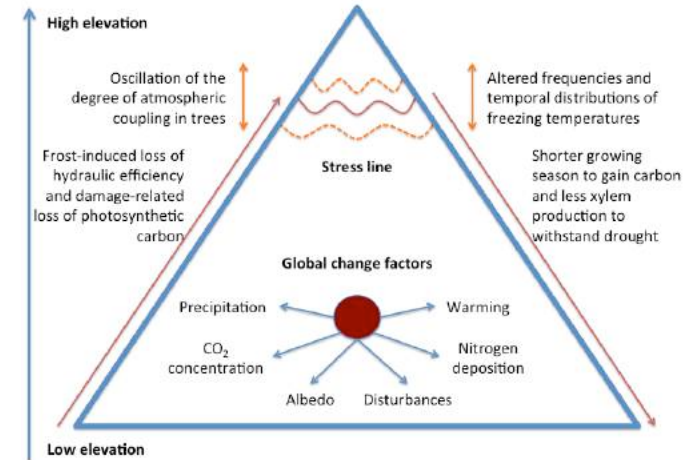 High elevation
Oscillation of the
degree of atmospheric
coupling in trees
Altered frequencies and
temporal distributions of
freezing temperatures
Frost-induced loss of
hydraulic efficiency
and damage-related
loss of photosynthetic
carbon
Stress line
Shorter growing
season to gain carbon
and less xylem
production to
withstand drought
Global change factors
Precipitation
Warming
CO₂
concentration
Nitrogen
deposition
Albedo
Disturbances
Low elevation